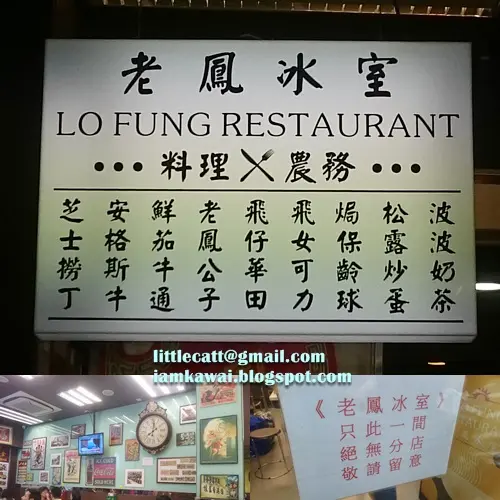 老鳳冰室
LO FUNG RESTAURANT
•••料理 農務•••
芝士撈丁
安格斯牛
鮮茄牛通
老鳳公子
飛仔華田
飛女可力
焗保齡球
松露炒蛋
波波奶茶
littlecatt@gmail.com
iamkawai.blogspot.com
《老鳳冰室》
只此一間
絕無分店
敬請留意